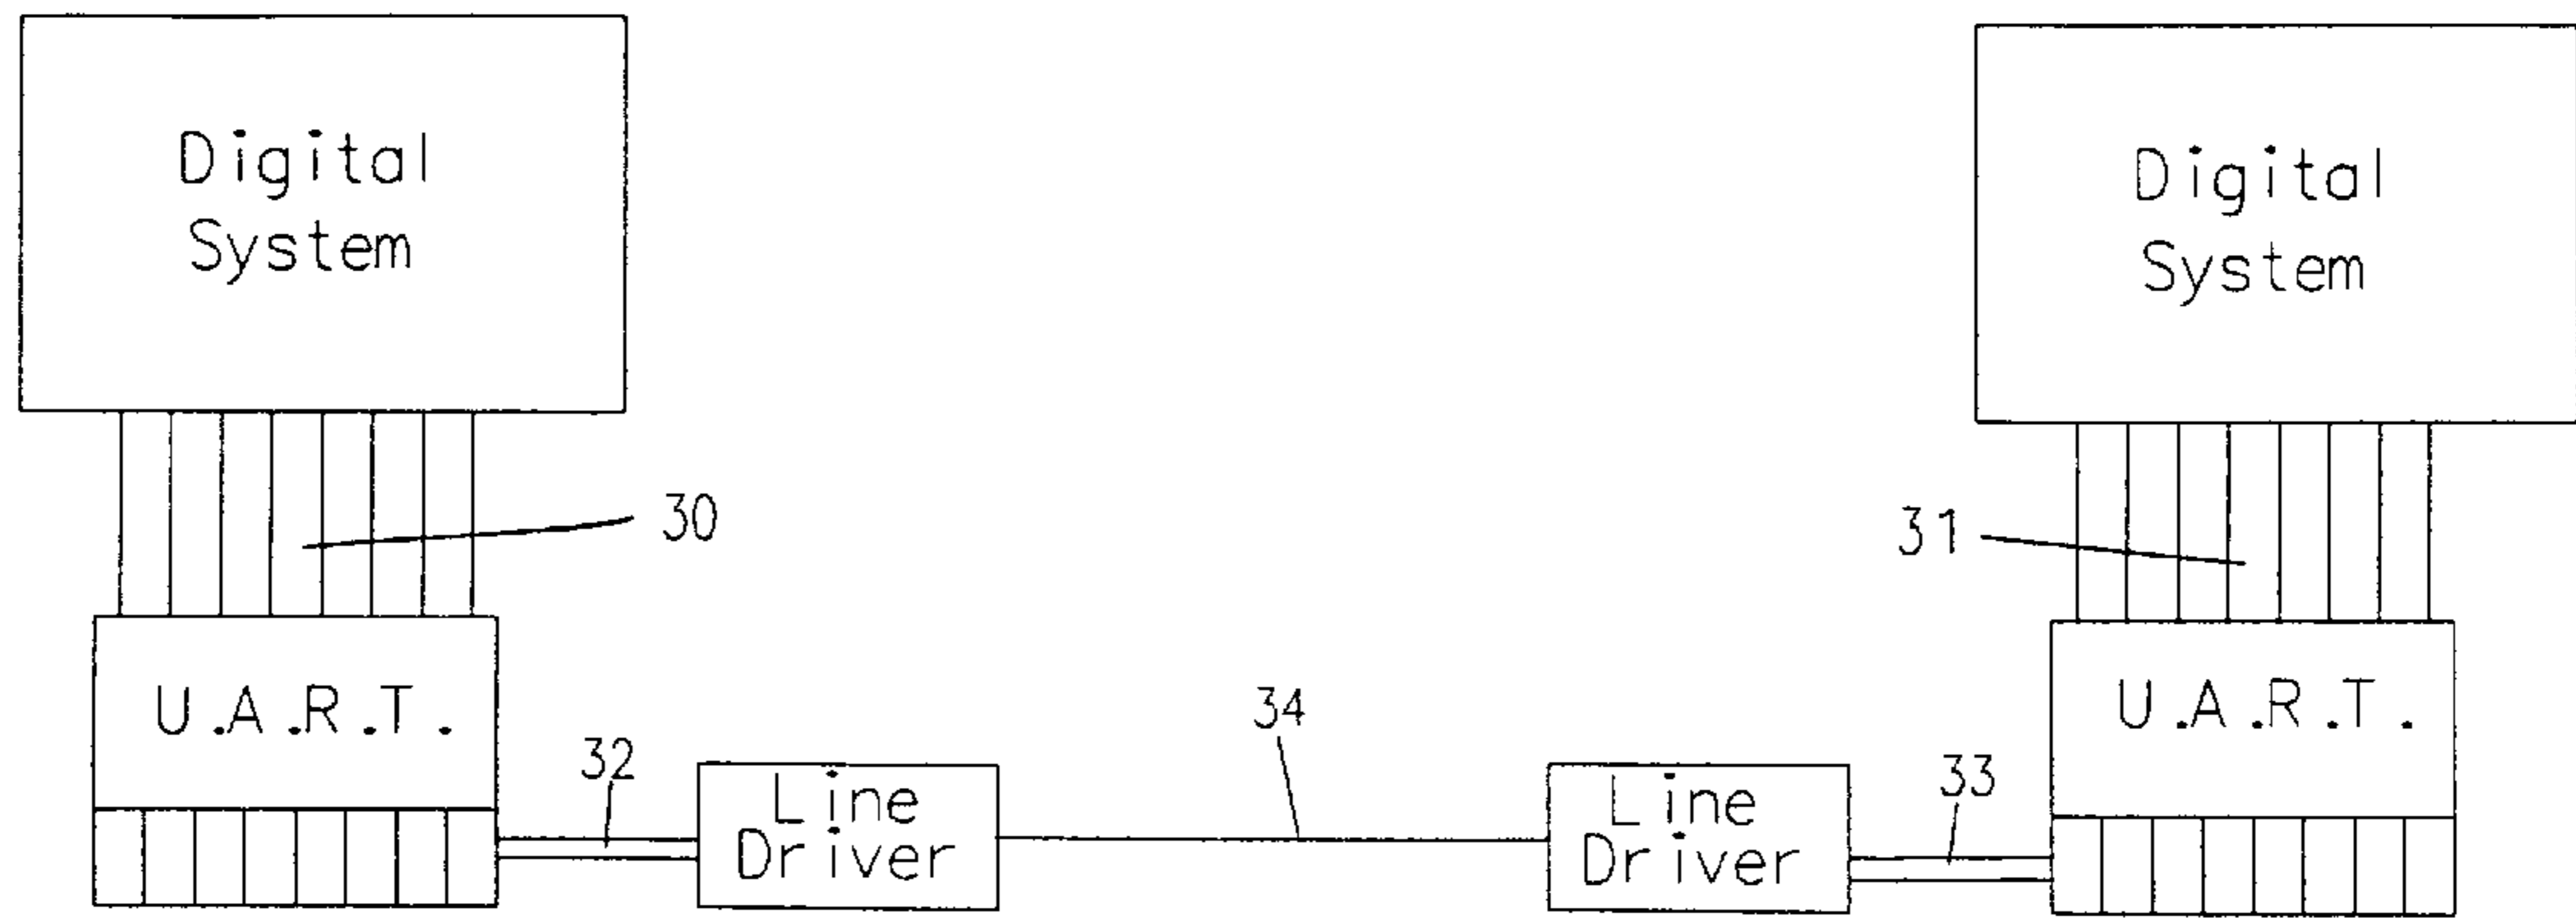 Digital
System
Digital
System
30
31
U.A.R.T.
U.A.R.T.
32
34
33
Line
Driver
Line
Driver